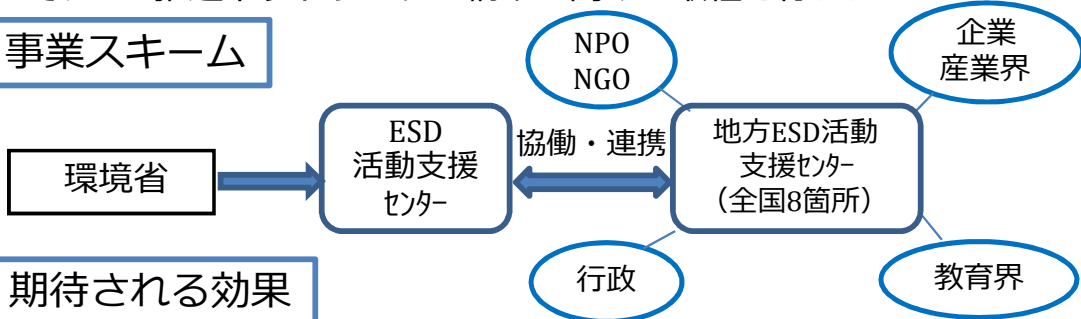 事業スキーム
NPO
NGO
企業
産業界
環境省
ESD
活動支援
ｾﾝﾀｰ
協働・連携
地方ESD活動
支援ｾﾝﾀｰ
（全国8箇所）
行政
教育界
期待される効果